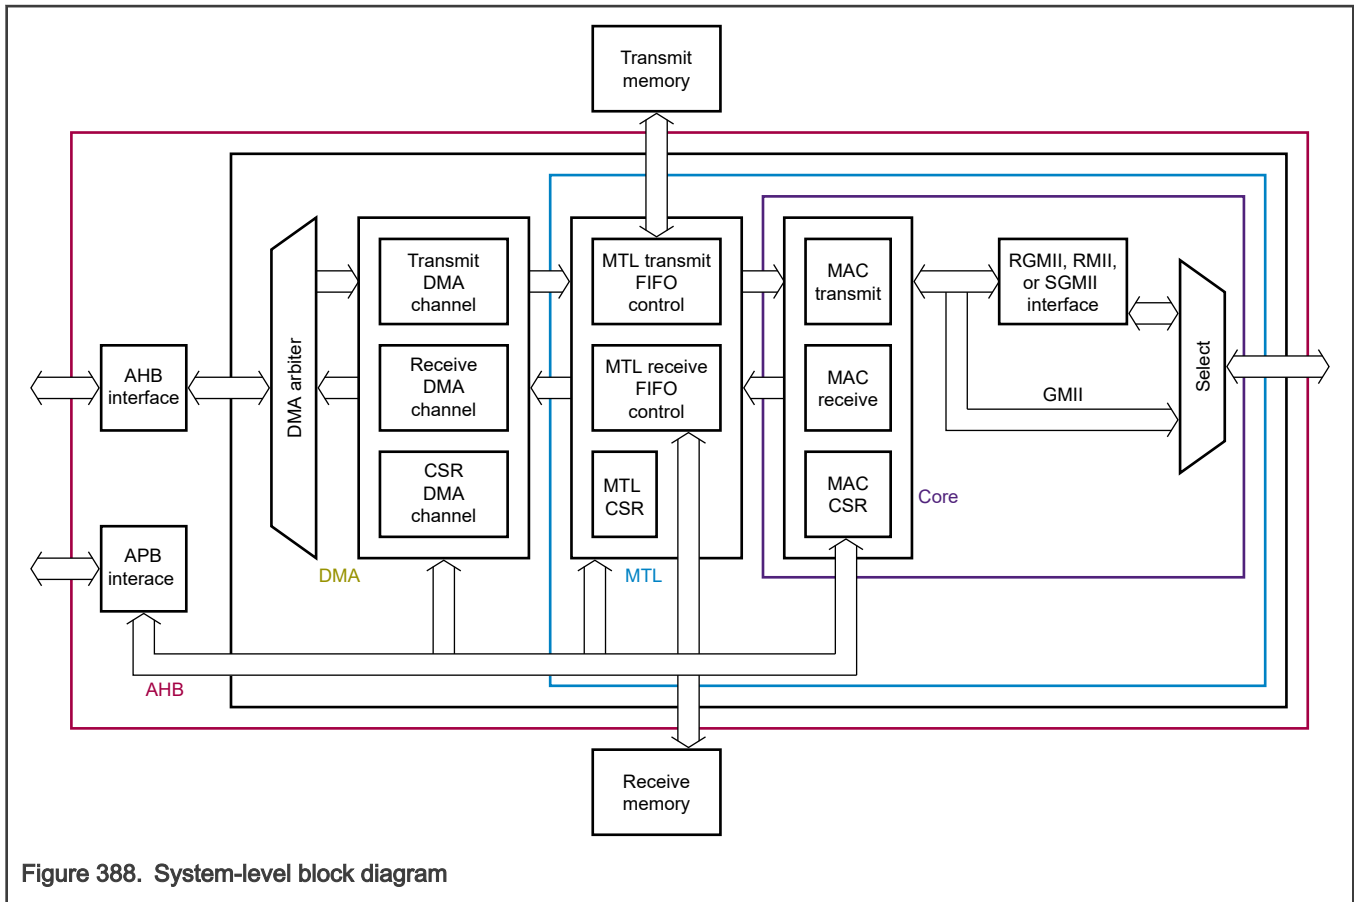 Transmit
memory
Transmit
DMA
channel
MTL transmit
FIFO
control
MAC
transmit
RGMII, RMII,
or SGMII
interface
AHB
interface
DMA arbiter
Receive
DMA
channel
MTL receive
FIFO
control
MAC
receive
GMII
Select
CSR
DMA
channel
MTL
CSR
MAC
CSR
Core
APB
interace
DMA
MTL
AHB
Receive
memory
Figure 388. System-level block diagram